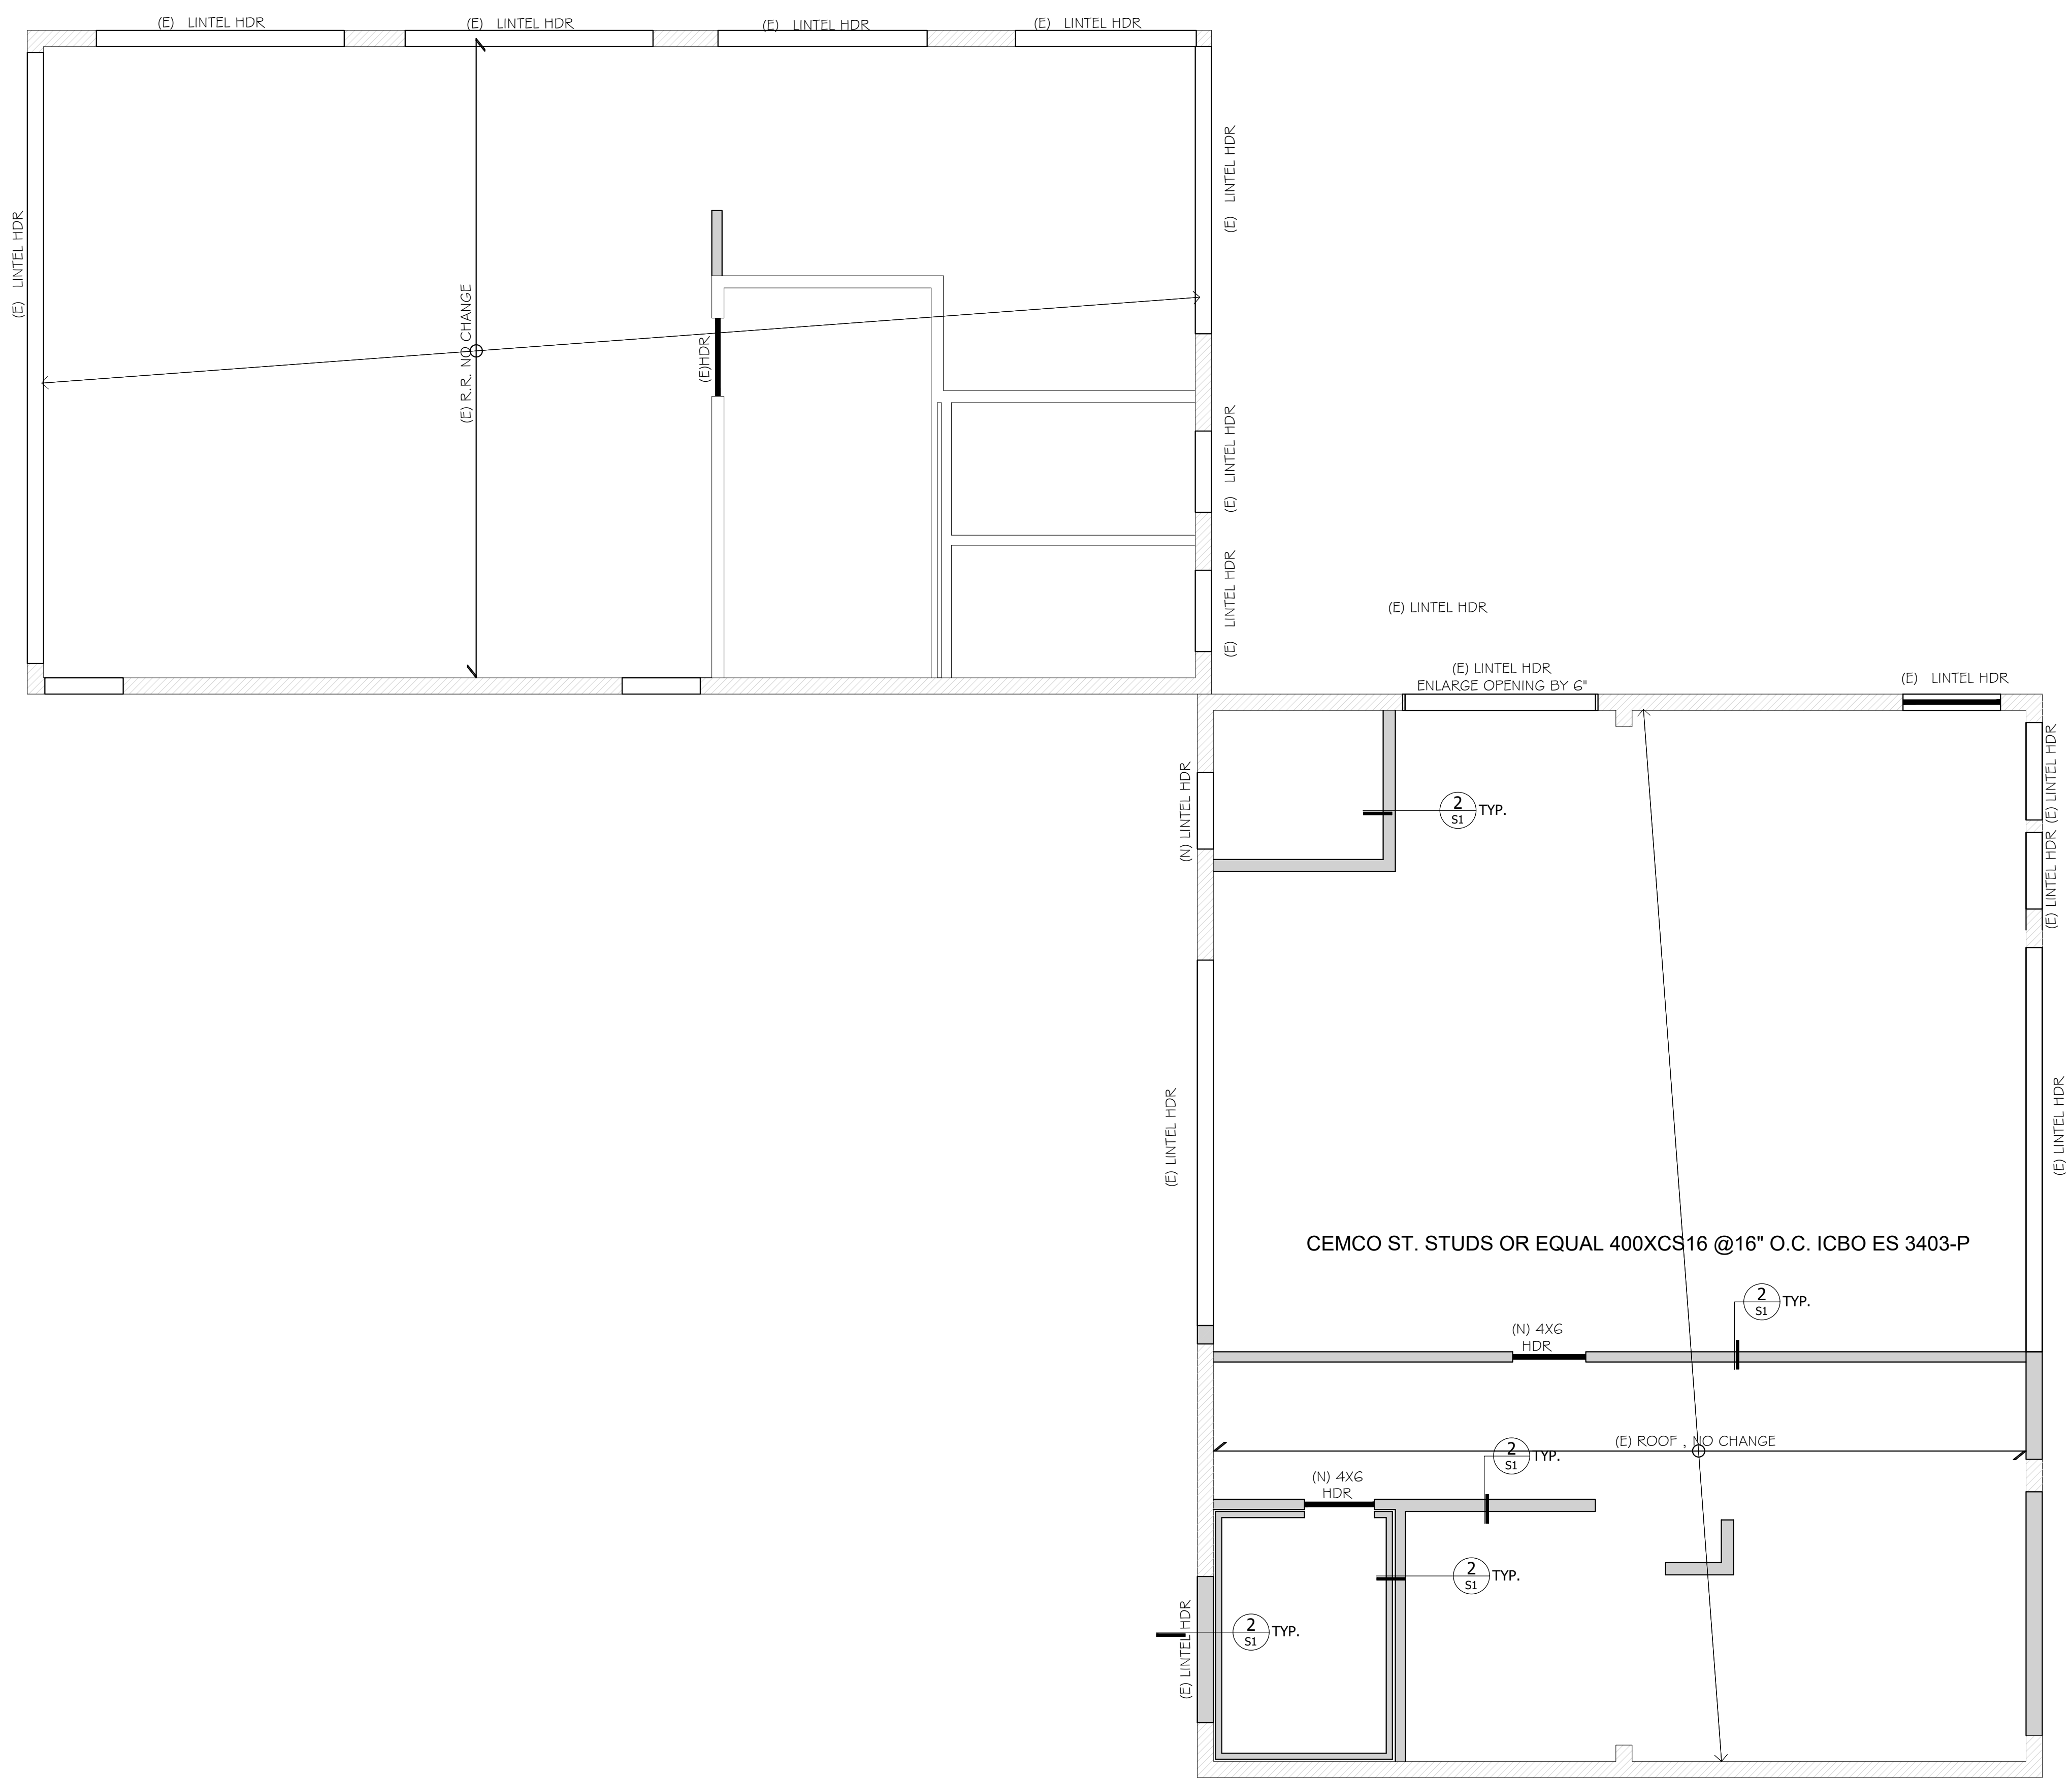 (E) LINTEL HDR
(E) LINTEL HDR
(E) LINTEL HDR
(E) LINTEL HDR
(E) LINTEL HDR
(E) LINTEL HDR
(E) R.R. NO CHANGE
(E)HDR
(E) LINTEL HDR
(E) LINTEL HDR
(E) LINTEL HDR
(E) LINTEL HDR
ENLARGE OPENING BY 6"
(E) LINTEL HDR
(N) LINTEL HDR
2
S1
TYP.
(E) LINTEL HDR
(E) LINTEL HDR
(E) LINTEL HDR
(E) LINTEL HDR
CEMCO ST. STUDS OR EQUAL 400XCS16 @16" O.C. ICBO ES 3403-P
2
S1
TYP.
(N) 4X6
HDR
(E) ROOF , NO CHANGE
2
S1
TYP.
(N) 4X6
HDR
2
S1
TYP.
(E) LINTEL HDR
2
S1
TYP.